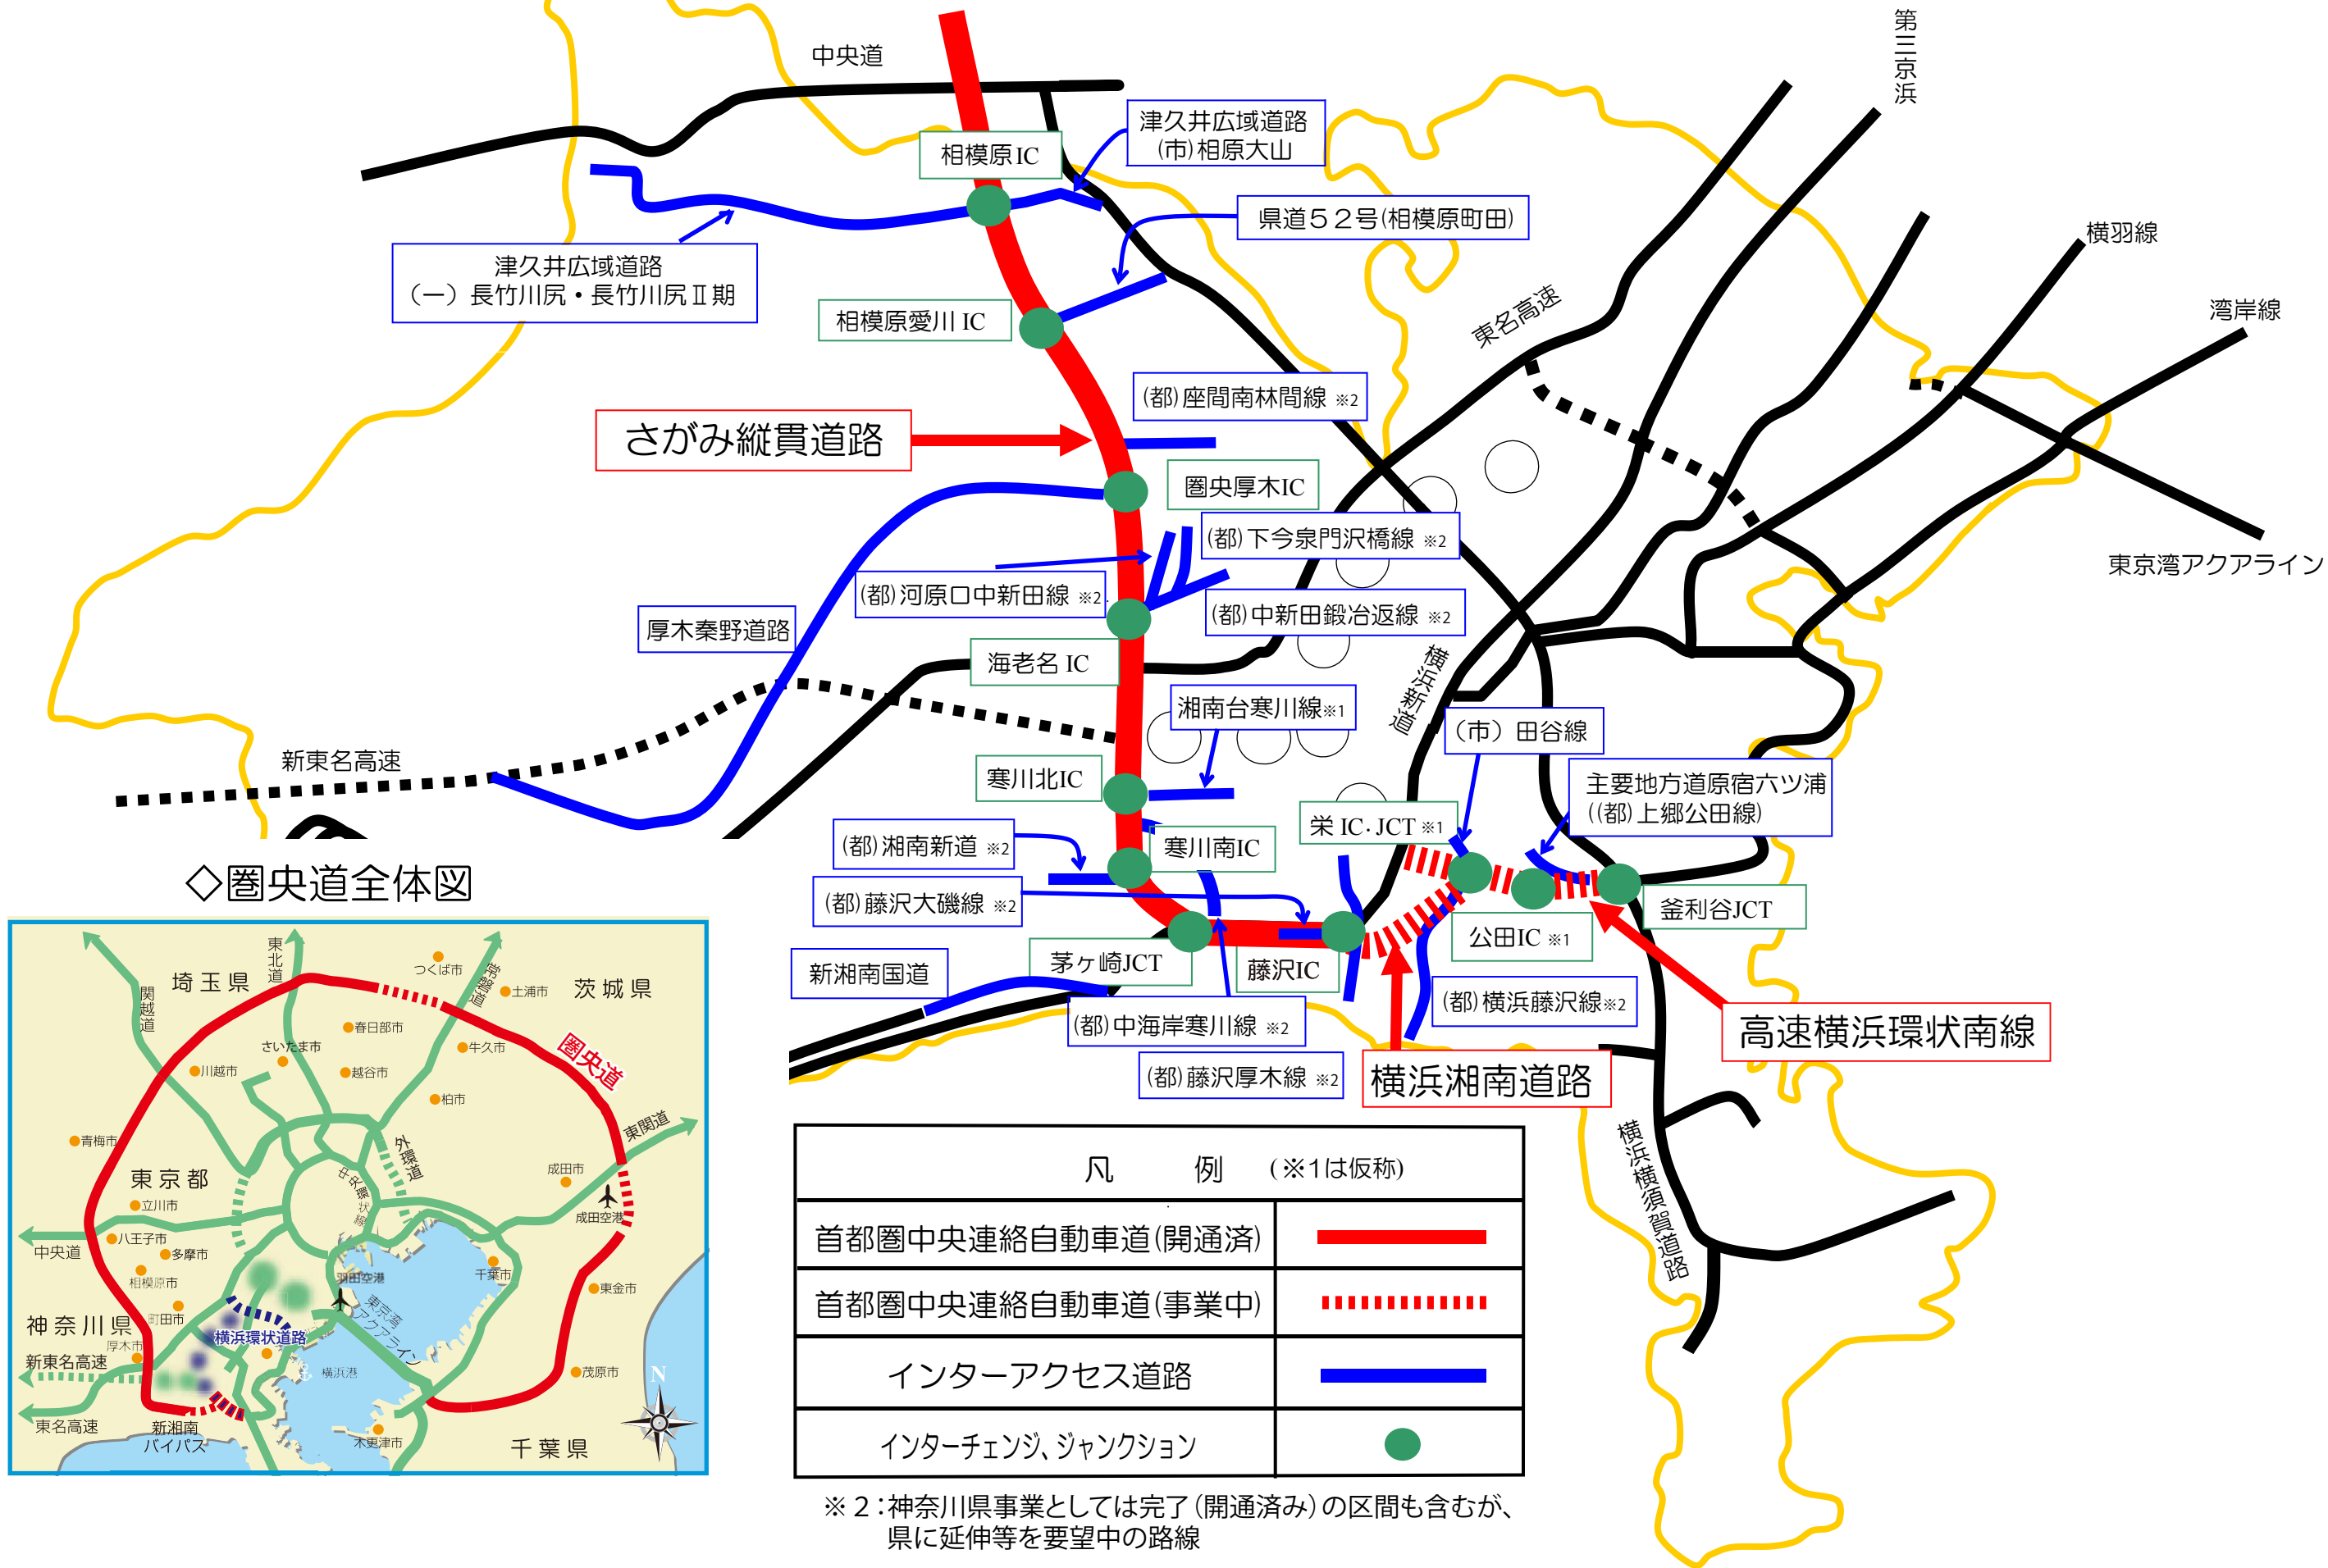 中央道
第三京浜
相模原IC
津久井広域道路
(市)相原大山
県道５２号(相模原町田)
横羽線
津久井広域道路
（一）長竹川尻・長竹川尻Ⅱ期
湾岸線
相模原愛川IC
東名高速
(都)座間南林間線 ※2
さがみ縦貫道路
圏央厚木IC
(都)下今泉門沢橋線 ※2
東京湾アクアライン
(都)河原口中新田線 ※2
(都)中新田鍛冶返線 ※2
厚木秦野道路
海老名IC
横浜新道
湘南台寒川線※1
（市）田谷線
新東名高速
寒川北IC
主要地方道原宿六ツ浦
((都)上郷公田線)
栄IC・JCT ※1
(都)湘南新道 ※2
寒川南IC
(都)藤沢大磯線 ※2
釜利谷JCT
公田IC ※1
茅ヶ崎JCT
藤沢IC
新湘南国道
(都)横浜藤沢線※2
(都)中海岸寒川線 ※2
高速横浜環状南線
(都)藤沢厚木線 ※2
横浜湘南道路
横浜横須賀道路
◇圏央道全体図
東北道
つくば市
常磐道
埼玉県
土浦市
茨城県
関越道
春日部市
さいたま市
牛久市
圏央道
川越市
越谷市
柏市
東関道
青梅市
外環道
東京都
中央環状線
成田市
立川市
成田空港
八王子市
中央道
多摩市
相模原市
羽田空港
千葉市
東金市
町田市
東京湾
アクアライン
神奈川県
横浜環状道路
厚木市
新東名高速
横浜港
茂原市
N
東名高速
新湘南
バイパス
木更津市
千葉県
凡　例　(※1は仮称)
首都圏中央連絡自動車道(開通済)
首都圏中央連絡自動車道(事業中)
インターアクセス道路
インターチェンジ、ジャンクション
※２：神奈川県事業としては完了（開通済み）の区間も含むが、
県に延伸等を要望中の路線